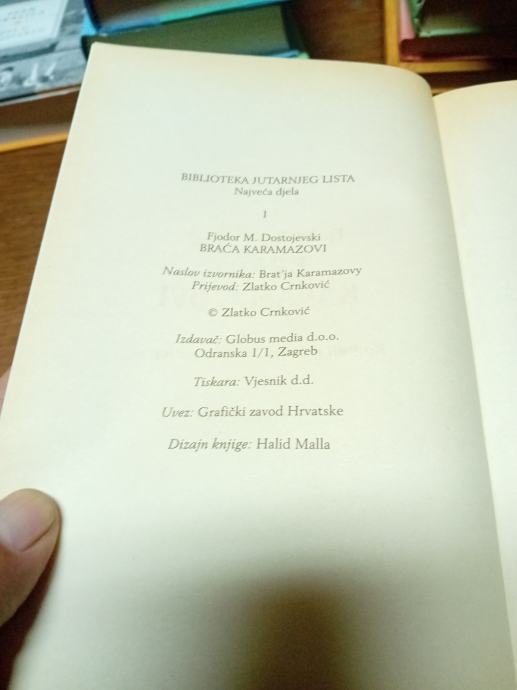 BIBLIOTEKA JUTARNJEG LISTA
Najveća djela
1
Fjodor M. Dostojevski
BRAĆA KARAMAZOVI
Naslov izvornika: Brat'ja Karamazovy
Prijevod: Zlatko Crnković
© Zlatko Crnković
Izdavač: Globus media d.o.o.
Odranska 1/1, Zagreb
Tiskara: Vjesnik d.d.
Uvez: Grafički zavod Hrvatske
Dizajn knjige: Halid Malla